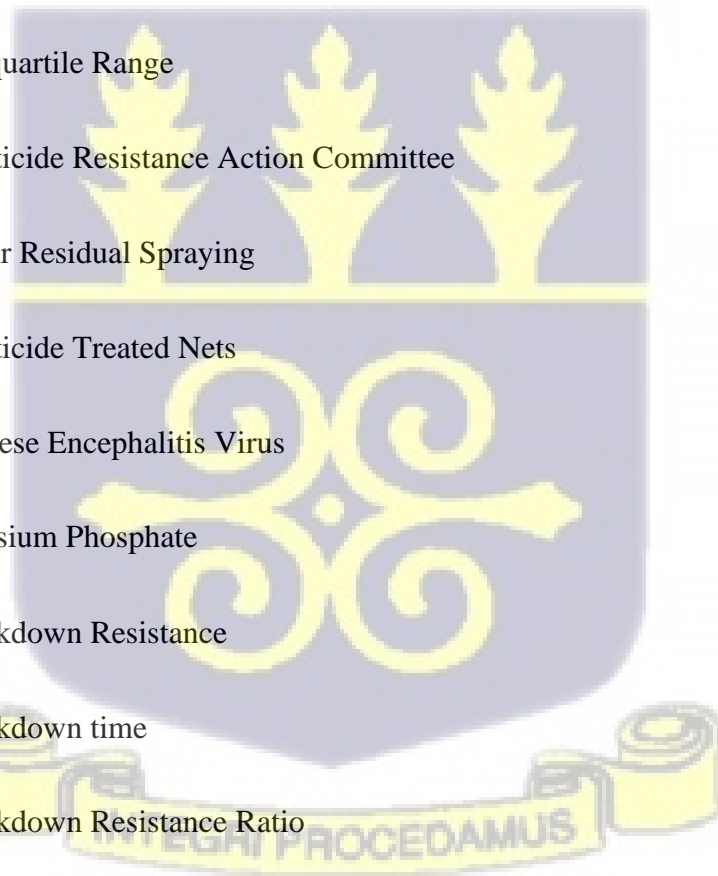 quartile Range
ticide Resistance Action Committee
r Residual Spraying
ticide Treated Nets
ese Encephalitis Virus
sium Phosphate
kdown Resistance
kdown time
kdown Resistance Ratio
INTEGRI PROCEDAMUS